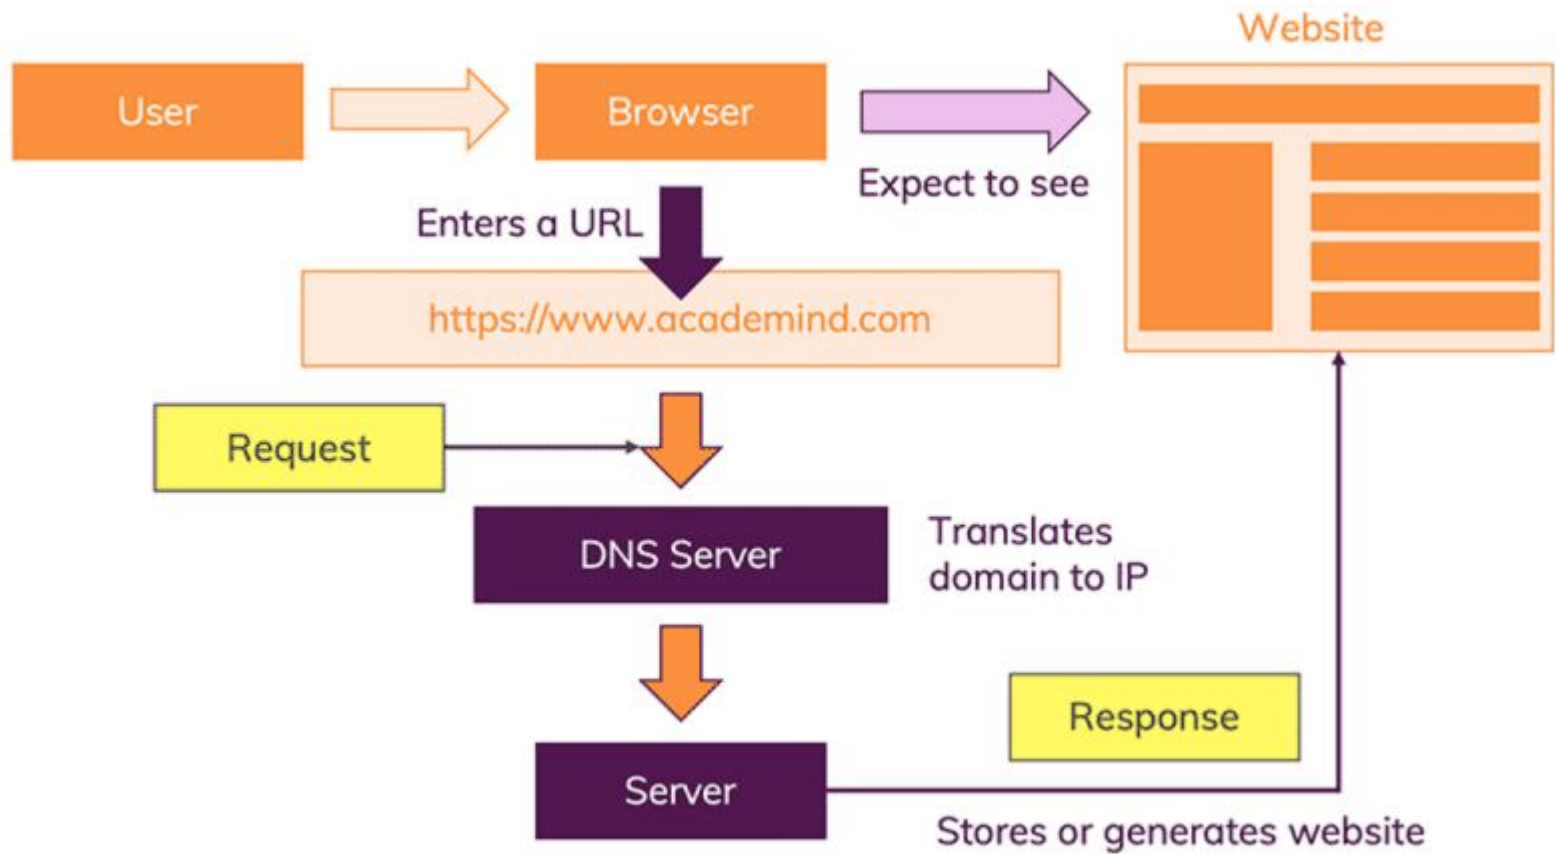 Website
User
Browser
Expect to see
Enters a URL
https://www.academind.com
Request
DNS Server
Translates
domain to IP
Response
Server
Stores or generates website